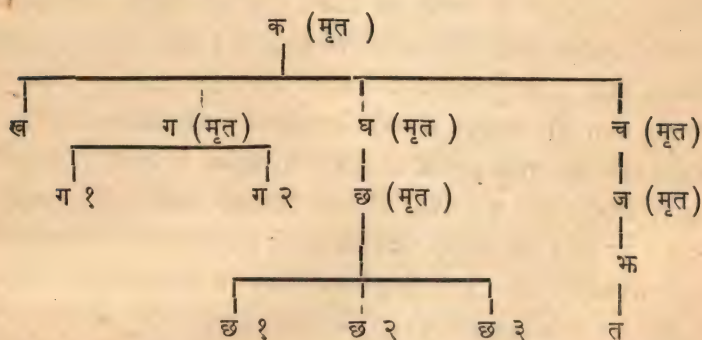 क (मृत)
ख ग (मृत) घ (मृत) च (मृत)
ग १ ग २ छ (मृत) ज (मृत)
झ
छ १ छ २ छ ३ त